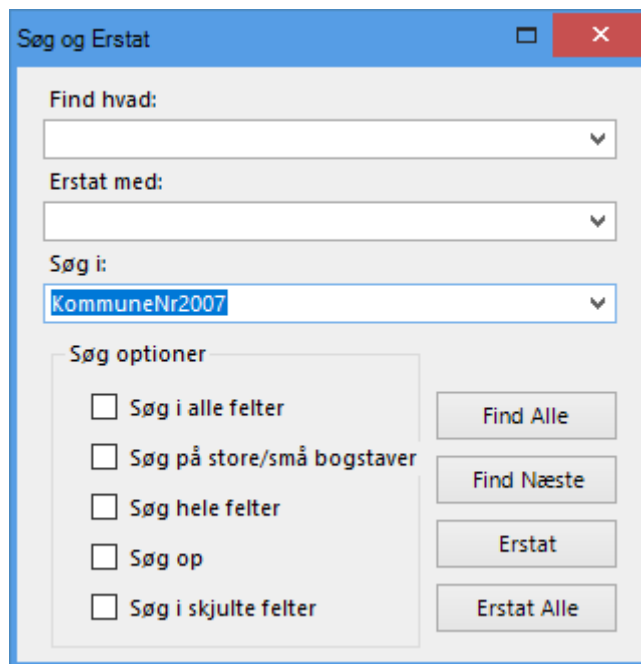 Søg og Erstat
Find hvad:
Erstat med:
Søg i:
KommuneNr2007
Søg optioner
Søg i alle felter
Søg på store/små bogstaver
Søg hele felter
Søg op
Søg i skjulte felter
Find Alle
Find Næste
Erstat
Erstat Alle